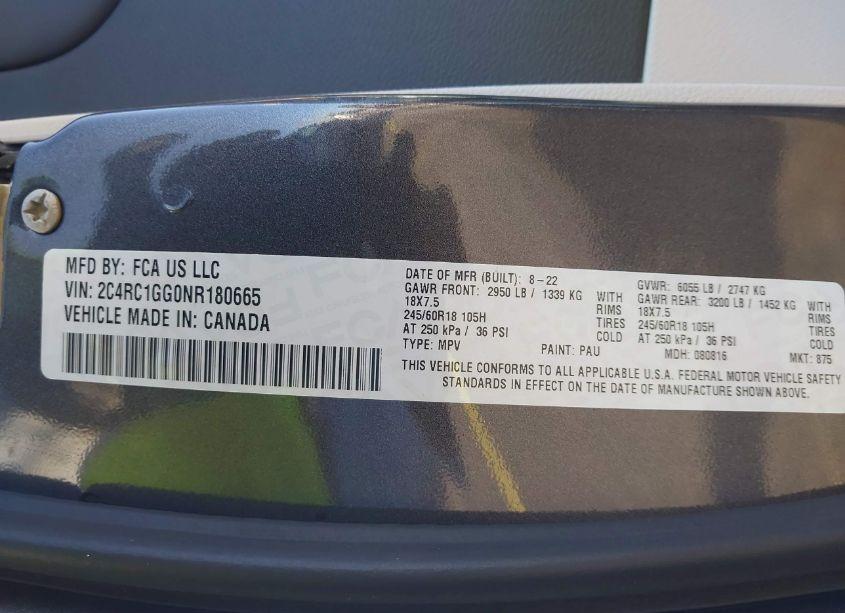 MFD BY: FCA US LLC
VIN: 2C4RC1GG0NR180665
VEHICLE MADE IN: CANADA
DATE OF MFR (BUILT): 8-22
GVWR: 6055 LB / 2747 KG
GAWR FRONT: 2950 LB / 1339 KG WITH
18X7.5 RIMS
245/60R18 105H TIRES
AT 250 kPa / 36 PSI COLD
GAWR REAR: 3200 LB / 1452 KG WITH
18X7.5 RIMS
245/60R18 105H TIRES
AT 250 kPa / 36 PSI COLD
TYPE: MPV PAINT: PAU MDH: 080816 MKT: 875
THIS VEHICLE CONFORMS TO ALL APPLICABLE U.S.A. FEDERAL MOTOR VEHICLE SAFETY
STANDARDS IN EFFECT ON THE DATE OF MANUFACTURE SHOWN ABOVE.